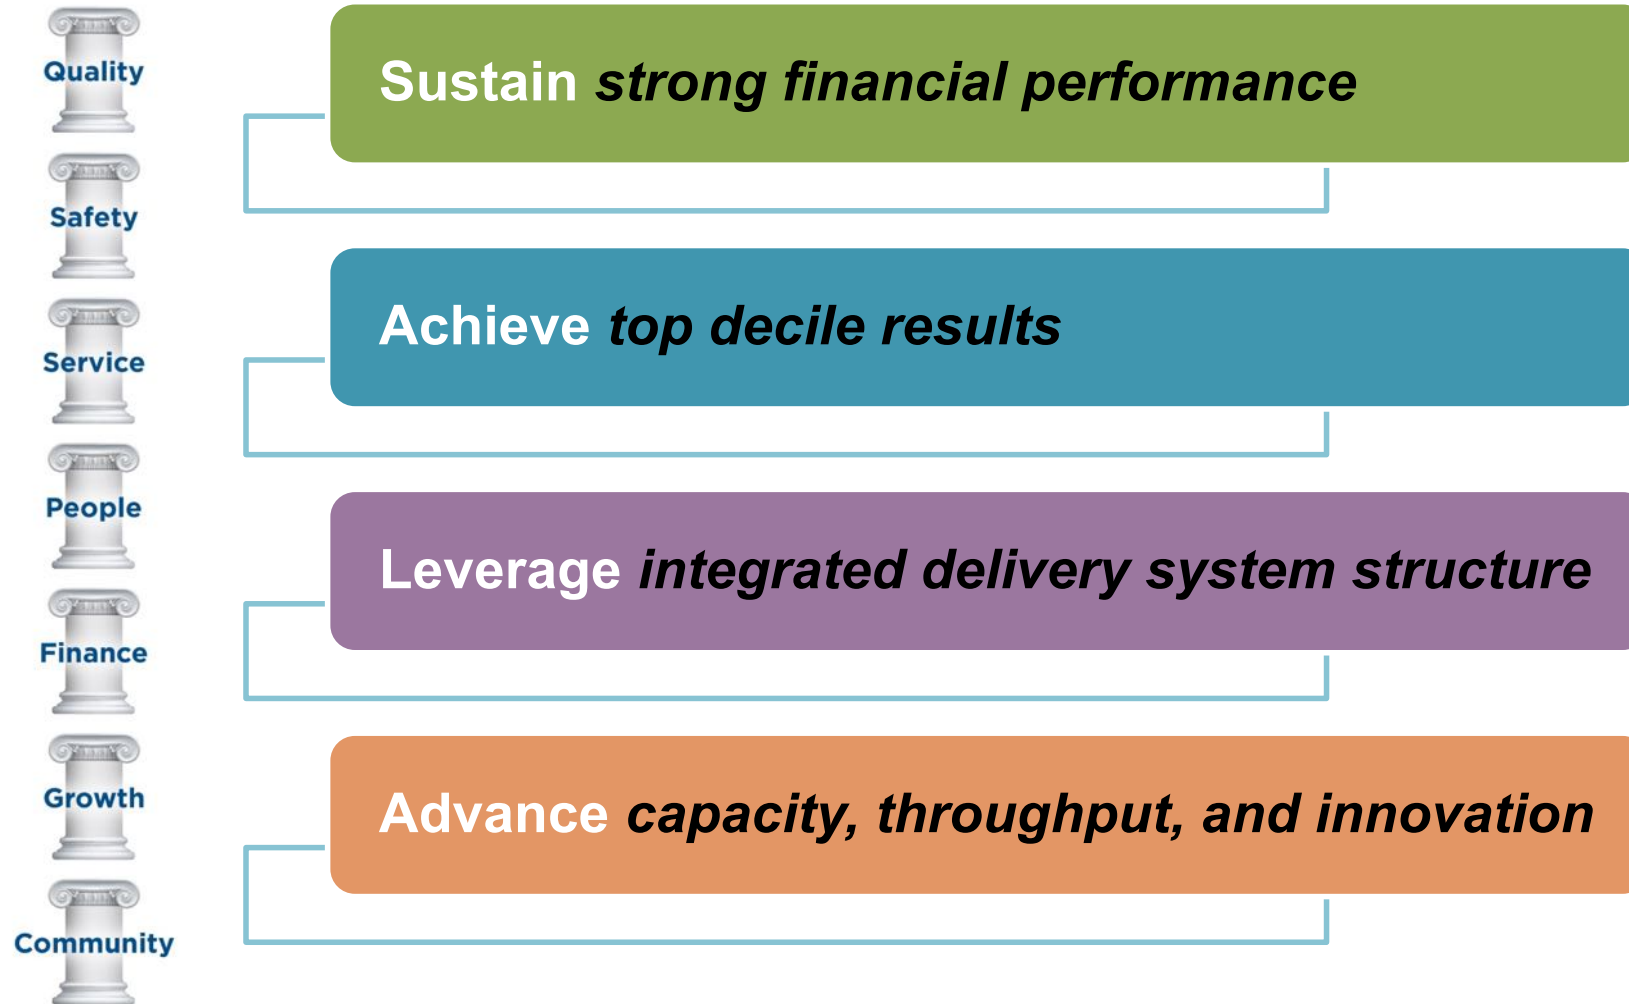 Quality
Safety
Service
People
Finance
Growth
Community
Sustain strong financial performance
Achieve top decile results
Leverage integrated delivery system structure
Advance capacity, throughput, and innovation